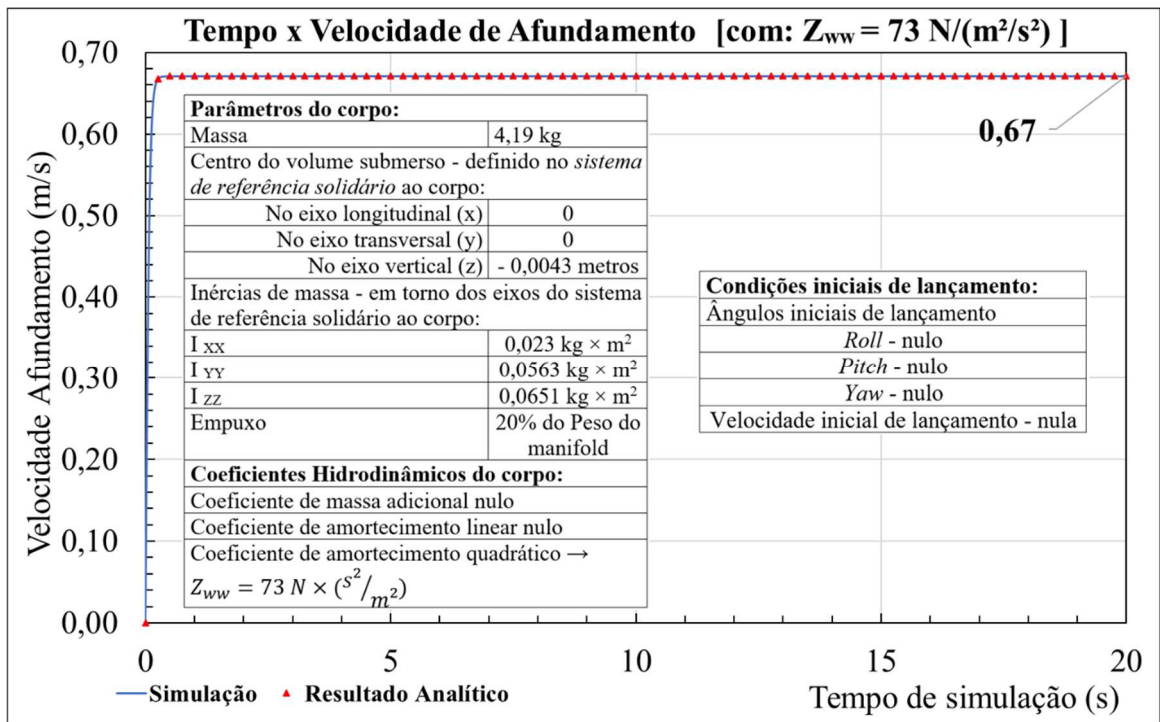 Tempo x Velocidade de Afundamento [com: Zww = 73 N/(m²/s²) ]
Velocidade Afundamento (m/s)
0,70
0,60
0,50
0,40
0,30
0,20
0,10
0,00
0,67
Parâmetros do corpo:
Massa 4,19 kg
Centro do volume submerso - definido no sistema
de referência solidário ao corpo:
No eixo longitudinal (x) 0
No eixo transversal (y) 0
No eixo vertical (z) - 0,0043 metros
Inércias de massa - em torno dos eixos do sistema
de referência solidário ao corpo:
I XX 0,023 kg × m²
I YY 0,0563 kg × m²
I ZZ 0,0651 kg × m²
Empuxo 20% do Peso do
manifold
Coeficientes Hidrodinâmicos do corpo:
Coeficiente de massa adicional nulo
Coeficiente de amortecimento linear nulo
Coeficiente de amortecimento quadrático →
Zww = 73 N × (s²/m²)
Condições iniciais de lançamento:
Ângulos iniciais de lançamento
Roll - nulo
Pitch - nulo
Yaw - nulo
Velocidade inicial de lançamento - nula
0 5 10 15 20
Simulação Resultado Analítico
Tempo de simulação (s)